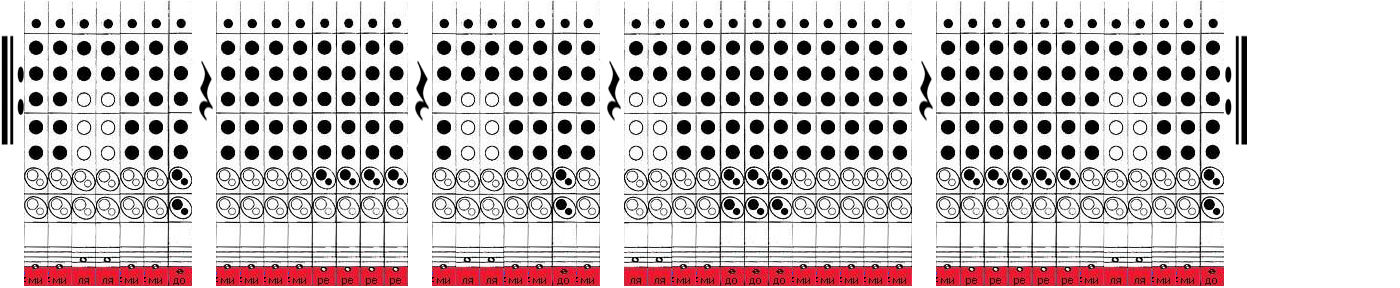 ми ми ля ля ми ми до ми ми ми ми ре ре ре ре ми ля ля ми ми до ми ля ля ми ми до до до ми ми ми ми ми ми ре ре ре ре ре ми ля ля ми ми до